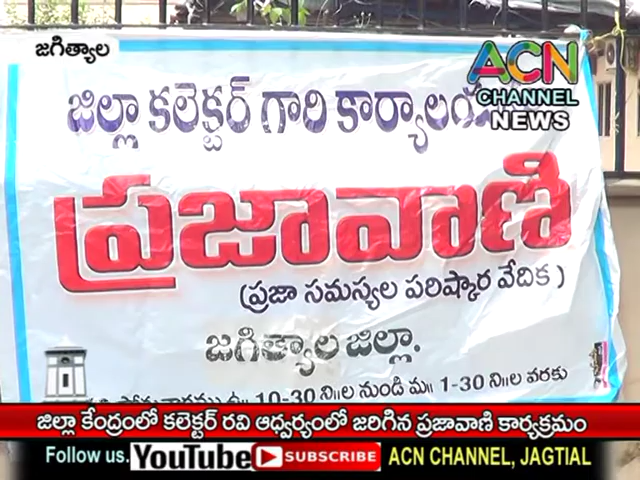 జగిత్యాల
ACN
CHANNEL
NEWS
జిల్లా కలెక్టర్ గారి కార్యాలయ
ప్రజావాణి
(ప్రజా సమస్యల పరిష్కార వేదిక )
జగిత్యాల జిల్లా.
10-30 ని॥ల నుండి మ॥ 1-30 ని॥ల వరకు
జిల్లా కేంద్రంలో కలెక్టర్ రవి ఆధ్వర్యంలో జరిగిన ప్రజావాణి కార్యక్రమం
Follow us. YouTube SUBSCRIBE ACN CHANNEL, JAGTIAL